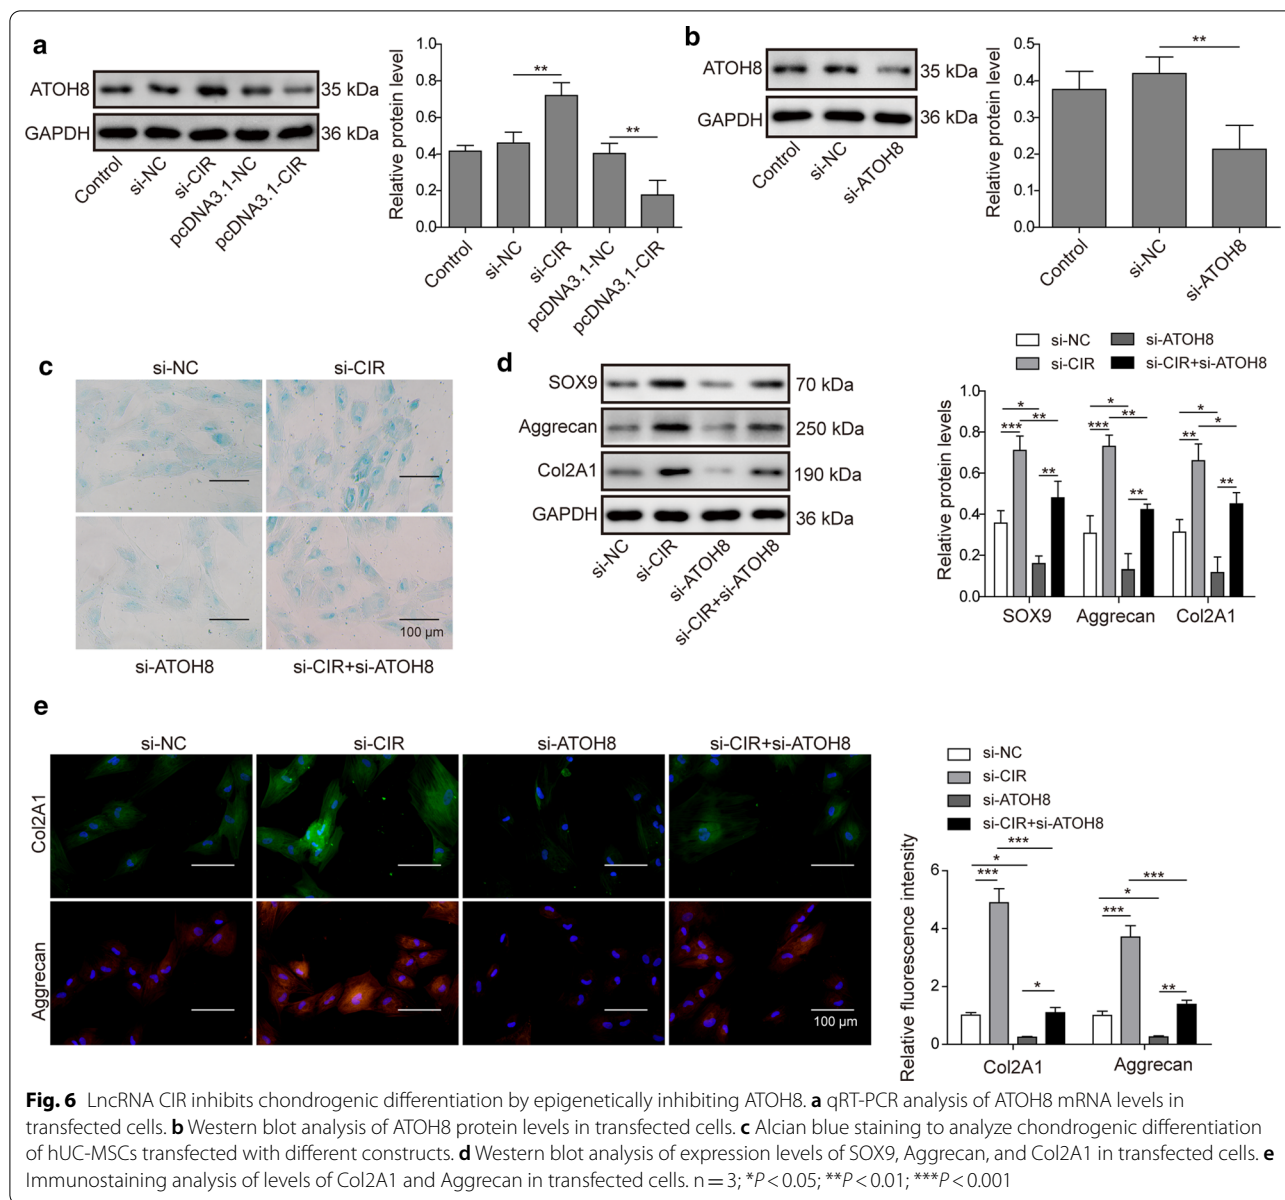 a
ATOH8
35 kDa
GAPDH
36 kDa
Control
si-NC
si-CIR
pcDNA3.1-NC
pcDNA3.1-CIR
Relative protein level
1.0
0.8
0.6
0.4
0.2
0.0
**
**
Control
si-NC
si-CIR
pcDNA3.1-NC
pcDNA3.1-CIR
b
ATOH8
35 kDa
GAPDH
36 kDa
Control
si-NC
si-ATOH8
Relative protein level
0.5
0.4
0.3
0.2
0.1
0.0
**
Control
si-NC
si-ATOH8
c
si-NC
si-CIR
100 μm
si-ATOH8
si-CIR+si-ATOH8
d
SOX9
70 kDa
Aggrecan
250 kDa
Col2A1
190 kDa
GAPDH
36 kDa
si-NC
si-CIR
si-ATOH8
si-CIR+si-ATOH8
si-NC
si-ATOH8
si-CIR
si-CIR+si-ATOH8
Relative protein levels
1.0
0.8
0.6
0.4
0.2
0.0
*
**
***
**
*
**
***
**
*
*
**
**
SOX9
Aggrecan
Col2A1
e
si-NC
si-CIR
si-ATOH8
si-CIR+si-ATOH8
Col2A1
Aggrecan
100 μm
si-NC
si-CIR
si-ATOH8
si-CIR+si-ATOH8
Relative fluorescence intensity
6
4
2
0
***
*
***
*
***
*
***
**
Col2A1
Aggrecan
Fig. 6 LncRNA CIR inhibits chondrogenic differentiation by epigenetically inhibiting ATOH8. a qRT-PCR analysis of ATOH8 mRNA levels in
transfected cells. b Western blot analysis of ATOH8 protein levels in transfected cells. c Alcian blue staining to analyze chondrogenic differentiation
of hUC-MSCs transfected with different constructs. d Western blot analysis of expression levels of SOX9, Aggrecan, and Col2A1 in transfected cells. e
Immunostaining analysis of levels of Col2A1 and Aggrecan in transfected cells. n = 3; *P < 0.05; **P < 0.01; ***P < 0.001